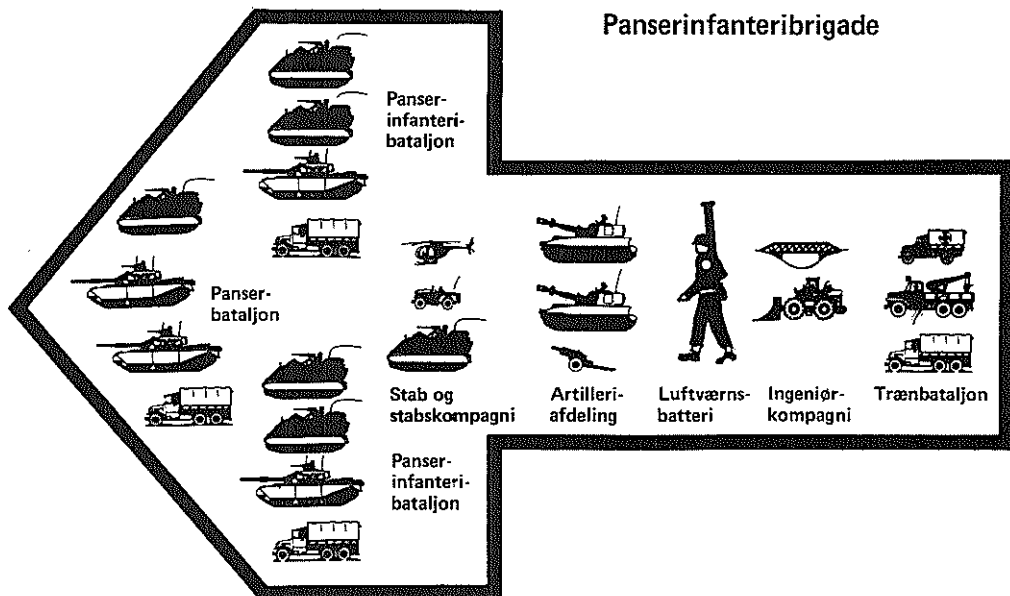 Panserinfanteribrigade
Panser-
infanteri-
bataljon
Panser-
bataljon
Stab og
stabskompagni
Artilleri-
afdeling
Luftværns-
batteri
Ingeniør-
kompagni
Trænbataljon
Panser-
infanteri-
bataljon